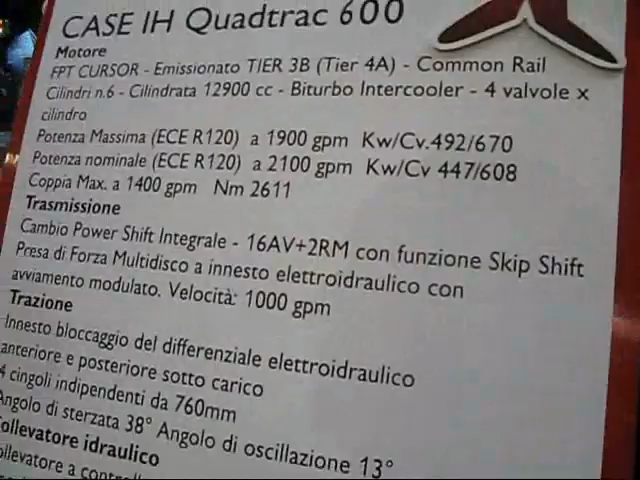 CASE IH Quadtrac 600
Motore
FPT CURSOR - Emissionato TIER 3B (Tier 4A) - Common Rail
Cilindri n.6 - Cilindrata 12900 cc - Biturbo Intercooler - 4 valvole x
cilindro
Potenza Massima (ECE R120) a 1900 gpm Kw/Cv.492/670
Potenza nominale (ECE R120) a 2100 gpm Kw/Cv 447/608
Coppia Max. a 1400 gpm Nm 2611
Trasmissione
Cambio Power Shift Integrale - 16AV+2RM con funzione Skip Shift
Presa di Forza Multidisco a innesto elettroidraulico con
avviamento modulato. Velocità: 1000 gpm
Trazione
Innesto bloccaggio del differenziale elettroidraulico
anteriore e posteriore sotto carico
4 cingoli indipendenti da 760mm
Angolo di sterzata 38° Angolo di oscillazione 13°
ollevatore idraulico
ollevatore a